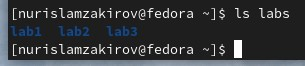 [nurislamzakirov@fedora ~]$ ls labs
lab1  lab2  lab3
[nurislamzakirov@fedora ~]$